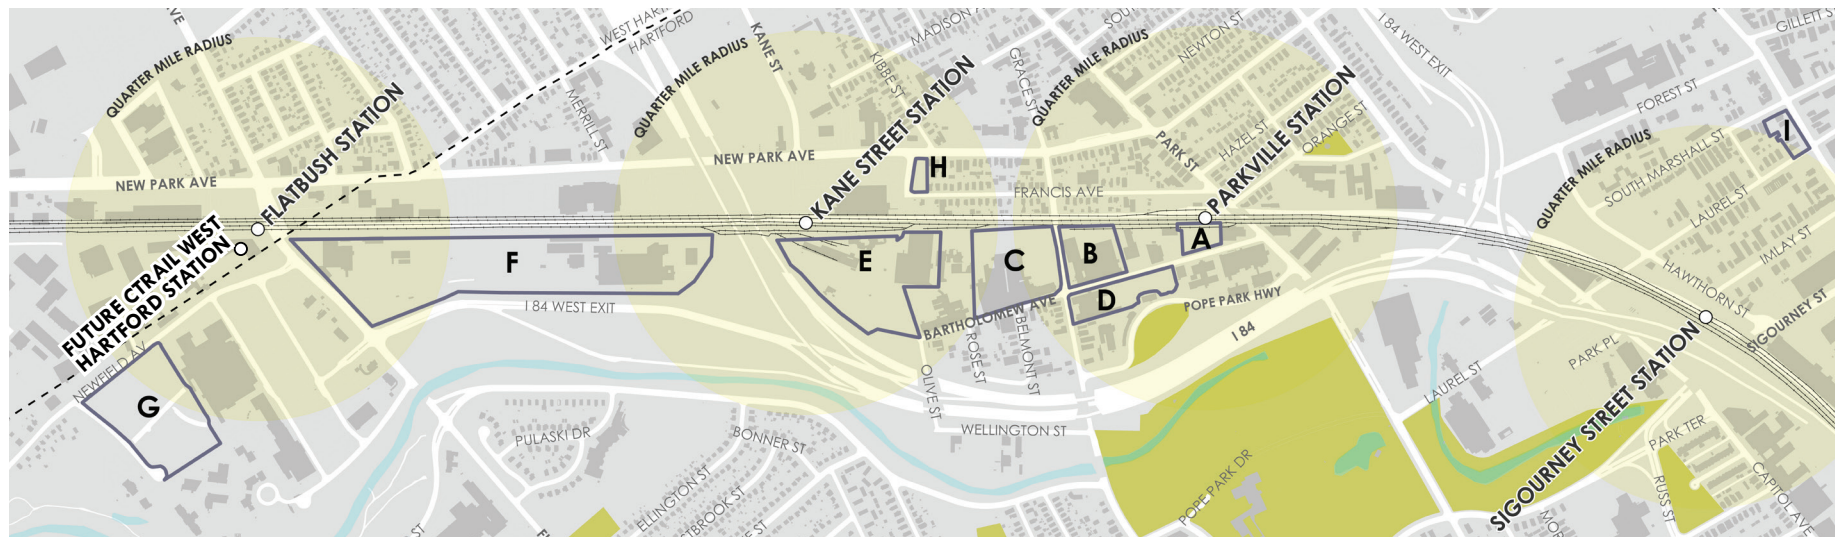 WEST HART
HARTFORD
KANE ST
KIBBE ST
MADISON A
GRACE ST
SOU
NEWTON ST
I 84 WEST EXIT
GILLETT S
AVE
QUARTER MILE RADIUS
QUARTER MILE RADIUS
QUARTER MILE RADIUS
QUARTER MILE RADIUS
MERRILL ST
NEW PARK AVE
NEW PARK AVE
FLATBUSH STATION
KANE STREET STATION
PARKVILLE STATION
PARK ST
HAZEL ST
ORANGE ST
FOREST ST
SOUTH MARSHALL ST
LAUREL ST
IMLAY ST
HAWTHORN ST
SIGOURNEY ST
H
I
FRANCIS AVE
FUTURE CTRAIL WEST
HARTFORD STATION
F
E
C
B
A
D
I 84 WEST EXIT
BARTHOLOMEW AVE
POPE PARK HWY
I 84
NEWFIELD AV
G
OLIVE ST
ROSE ST
BELMONT ST
WELLINGTON ST
PULASKI DR
BONNER ST
ELLINGTON ST
STBROOK ST
POPE PARK DR
LAUREL ST
PARK PL
SIGOURNEY STREET STATION
PARK TER
RUSS ST
CAPITOL AVE
MOR